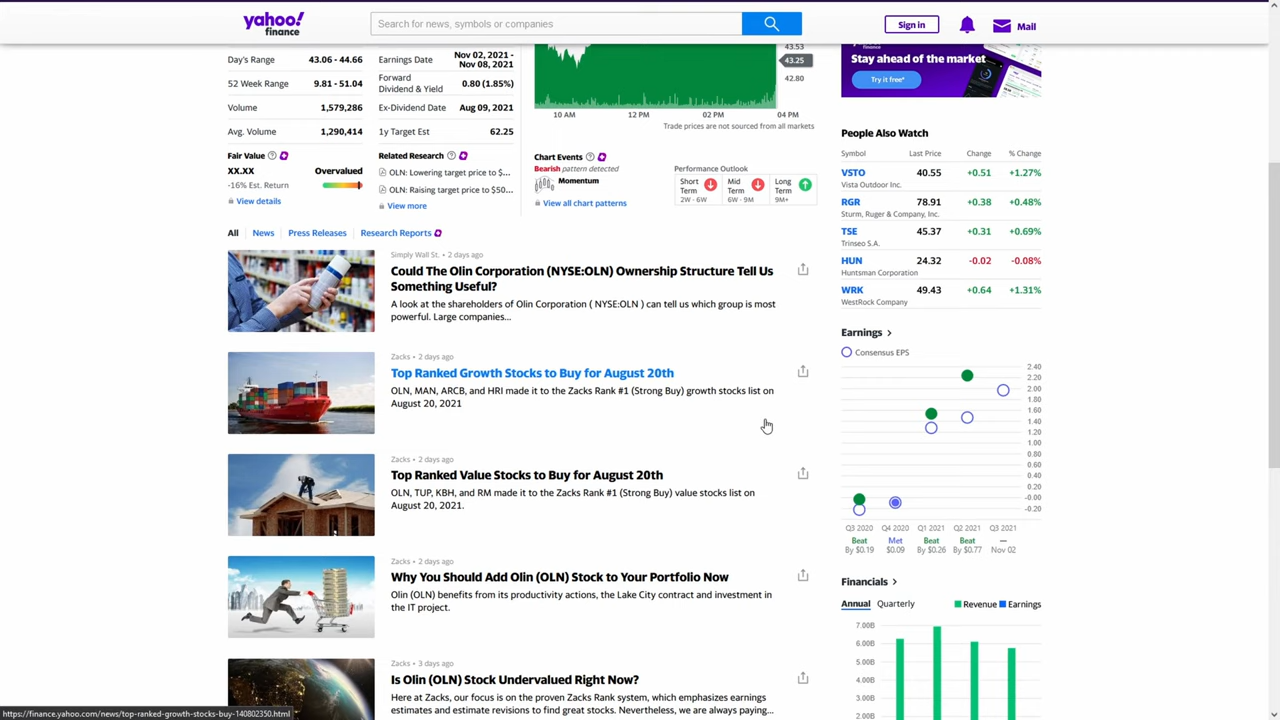 yahoo!
finance
Search for news, symbols or companies
Sign in
Mail
Day's Range 43.06 - 44.66
52 Week Range 9.81 - 51.04
Volume 1,579,286
Avg. Volume 1,290,414
Earnings Date Nov 02, 2021 -
Nov 08, 2021
Forward
Dividend & Yield 0.80 (1.85%)
Ex-Dividend Date Aug 09, 2021
1y Target Est 62.25
Fair Value
XX.XX Overvalued
-16% Est. Return
View details
Related Research
OLN: Lowering target price to $...
OLN: Raising target price to $50...
View more
43.53
43.25
42.80
10 AM 12 PM 02 PM 04 PM
Trade prices are not sourced from all markets
Chart Events
Bearish pattern detected
Momentum
View all chart patterns
Performance Outlook
Short
Term
2W - 6W
Mid
Term
6W - 9M
Long
Term
9M+
finance
Stay ahead of the market
Try it free*
People Also Watch
Symbol Last Price Change % Change
VSTO 40.55 +0.51 +1.27%
Vista Outdoor Inc.
RGR 78.91 +0.38 +0.48%
Sturm, Ruger & Company, Inc.
TSE 45.37 +0.31 +0.69%
Trinseo S.A.
HUN 24.32 -0.02 -0.08%
Huntsman Corporation
WRK 49.43 +0.64 +1.31%
WestRock Company
All News Press Releases Research Reports
Simply Wall St. • 2 days ago
Could The Olin Corporation (NYSE:OLN) Ownership Structure Tell Us
Something Useful?
A look at the shareholders of Olin Corporation ( NYSE:OLN ) can tell us which group is most
powerful. Large companies...
Zacks • 2 days ago
Top Ranked Growth Stocks to Buy for August 20th
OLN, MAN, ARCB, and HRI made it to the Zacks Rank #1 (Strong Buy) growth stocks list on
August 20, 2021
Zacks • 2 days ago
Top Ranked Value Stocks to Buy for August 20th
OLN, TUP, KBH, and RM made it to the Zacks Rank #1 (Strong Buy) value stocks list on
August 20, 2021.
Zacks • 2 days ago
Why You Should Add Olin (OLN) Stock to Your Portfolio Now
Olin (OLN) benefits from its productivity actions, the Lake City contract and investment in
the IT project.
Zacks • 3 days ago
Is Olin (OLN) Stock Undervalued Right Now?
Here at Zacks, our focus is on the proven Zacks Rank system, which emphasizes earnings
estimates and estimate revisions to find great stocks. Nevertheless, we are always paying...
Earnings
Consensus EPS
2.40
2.20
2.00
1.80
1.60
1.40
1.20
1.00
0.80
0.60
0.40
0.20
-0.00
-0.20
Q3 2020 Q4 2020 Q1 2021 Q2 2021 Q3 2021
Beat Met Beat Beat —
By $0.19 $0.09 By $0.26 By $0.77 Nov 02
Financials
Annual Quarterly Revenue Earnings
7.00B
6.00B
5.00B
4.00B
3.00B
2.00B
https://finance.yahoo.com/news/top-ranked-growth-stocks-buy-140802350.html